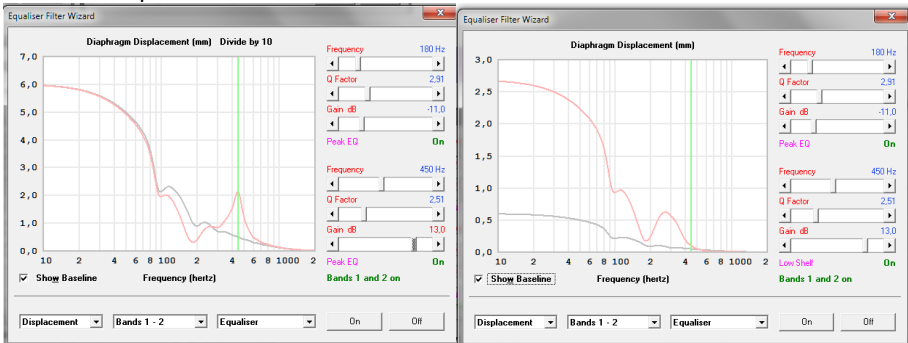 Equaliser Filter Wizard
Diaphragm Displacement (mm) Divide by 10
7,0
6,0
5,0
4,0
3,0
2,0
1,0
0,0
10 2 4 6 8 100 2 4 6 8 1000 2
Show Baseline Frequency (hertz)
Frequency 180 Hz
Q Factor 2,91
Gain dB -11,0
Peak EQ On
Frequency 450 Hz
Q Factor 2,51
Gain dB 13,0
Peak EQ On
Bands 1 and 2 on
Displacement Bands 1 - 2 Equaliser On Off
Equaliser Filter Wizard
Diaphragm Displacement (mm)
3,0
2,5
2,0
1,5
1,0
0,5
0,0
10 2 4 6 8 100 2 4 6 8 1000 2
Show Baseline Frequency (hertz)
Frequency 180 Hz
Q Factor 2,91
Gain dB -11,0
Peak EQ On
Frequency 450 Hz
Q Factor 2,51
Gain dB 13,0
Low Shelf On
Bands 1 and 2 on
Displacement Bands 1 - 2 Equaliser On Off